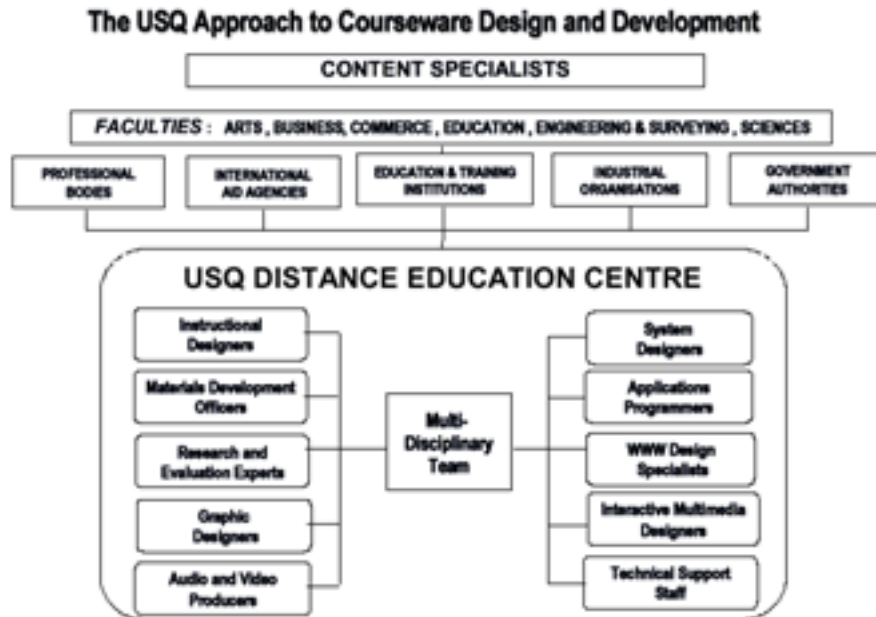 The USQ Approach to Courseware Design and Development
CONTENT SPECIALISTS
FACULTIES : ARTS , BUSINESS, COMMERCE , EDUCATION , ENGINEERING & SURVEYING , SCIENCES
PROFESSIONAL
BODIES
INTERNATIONAL
AID AGENCIES
EDUCATION & TRAINING
INSTITUTIONS
INDUSTRIAL
ORGANISATIONS
GOVERNMENT
AUTHORITIES
USQ DISTANCE EDUCATION CENTRE
Instructional
Designers
Materials Development
Officers
Research and
Evaluation Experts
Graphic
Designers
Audio and Video
Producers
Multi-
Disciplinary
Team
System
Designers
Applications
Programmers
WWW Design
Specialists
Interactive Multimedia
Designers
Technical Support
Staff